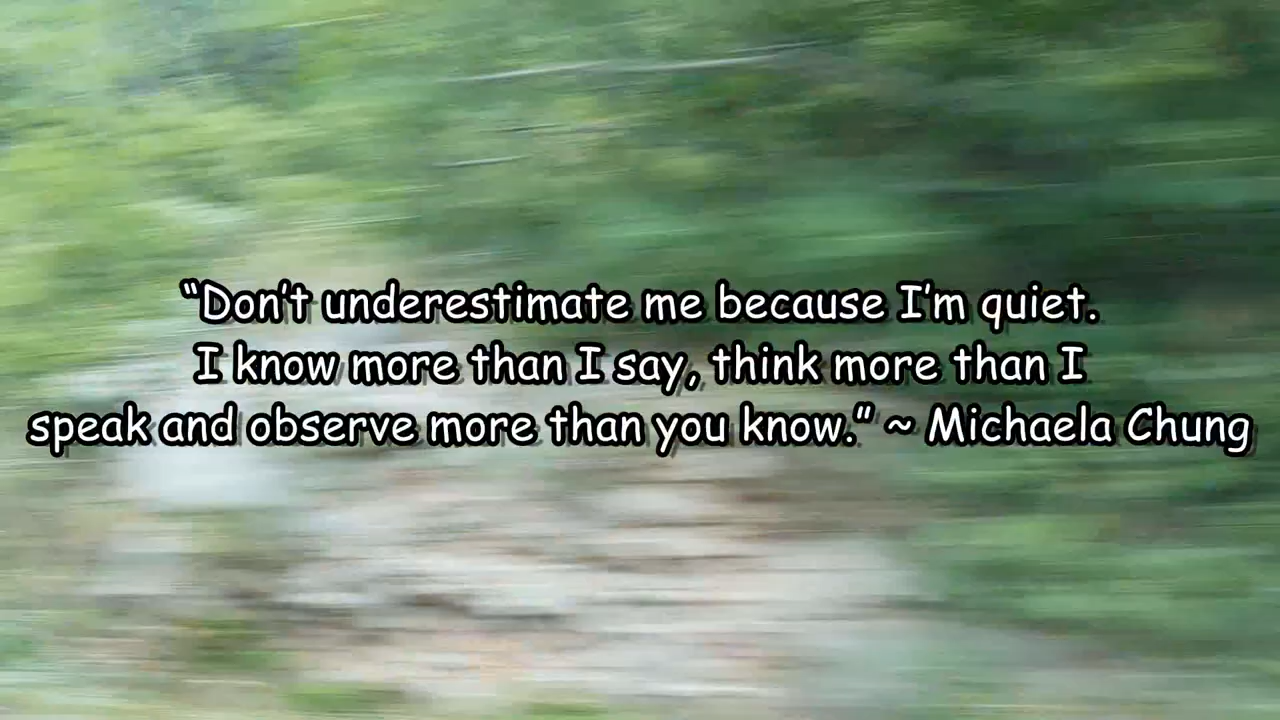 “Don’t underestimate me because I’m quiet.
I know more than I say, think more than I
speak and observe more than you know.” ~ Michaela Chung